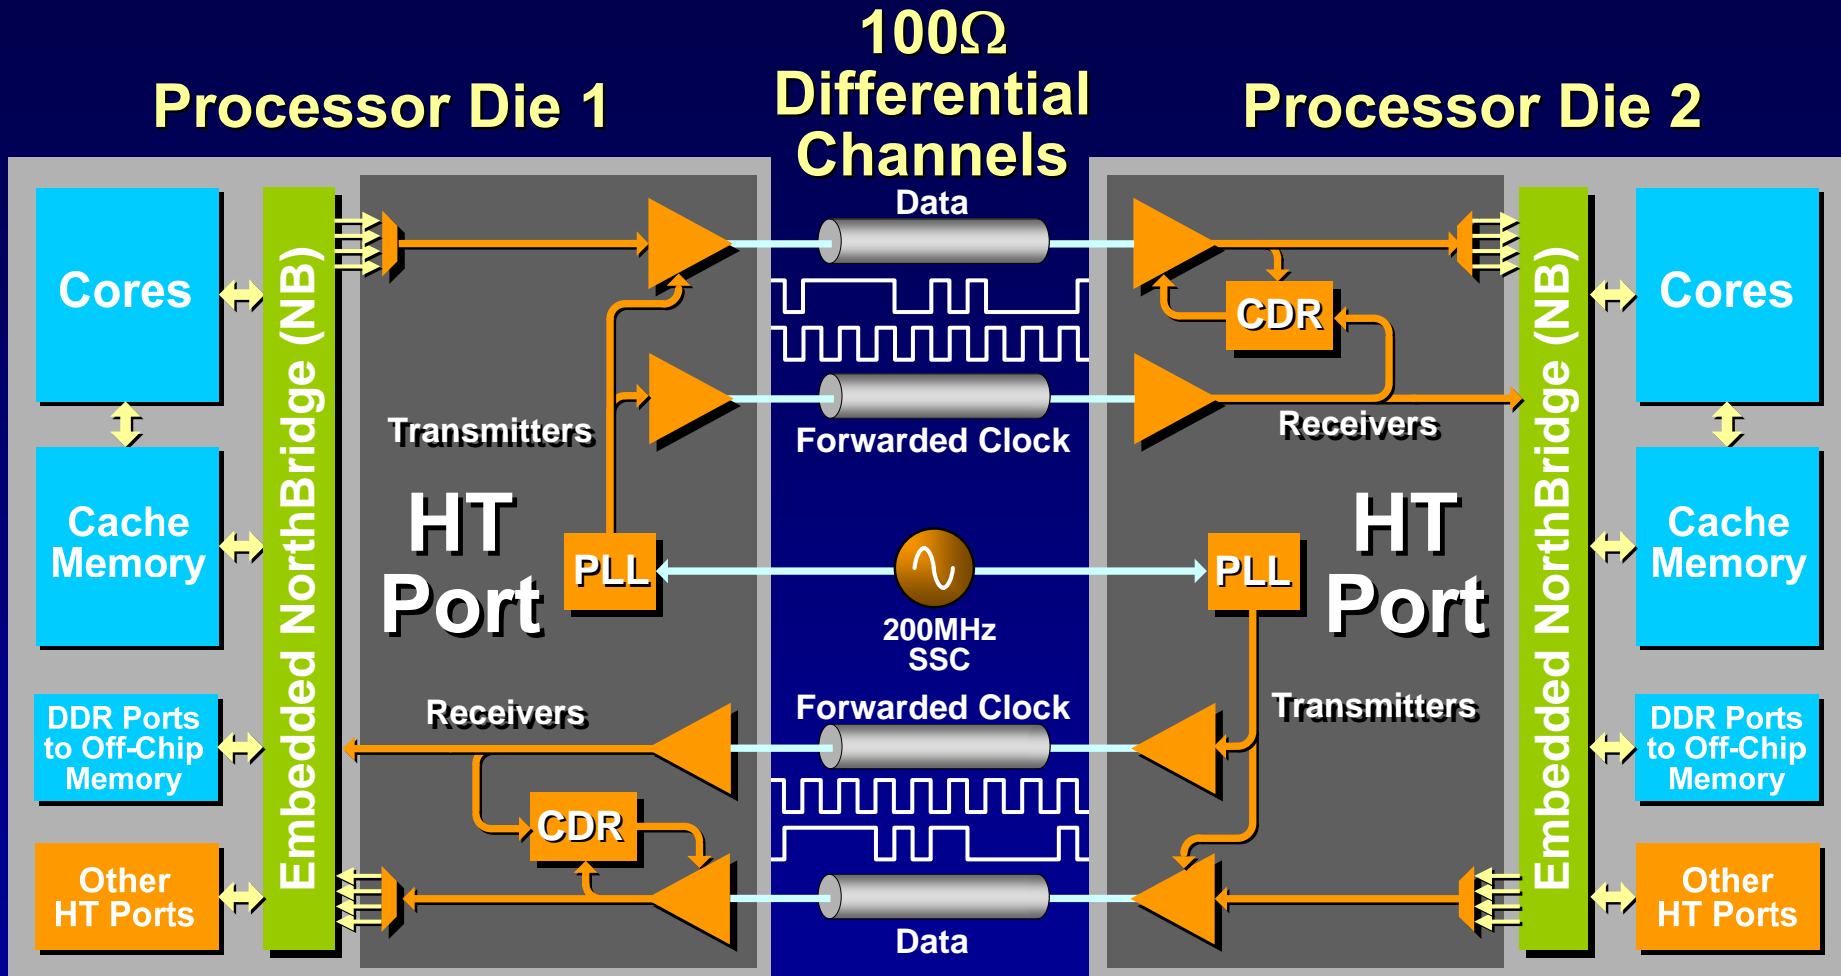 100Ω
Differential
Channels
Processor Die 1
Processor Die 2
Cores
Cache
Memory
DDR Ports
to Off-Chip
Memory
Other
HT Ports
Embedded NorthBridge (NB)
Transmitters
HT
Port
PLL
Receivers
CDR
Data
Forwarded Clock
200MHz
SSC
Forwarded Clock
Data
CDR
Receivers
HT
Port
PLL
Transmitters
Embedded NorthBridge (NB)
Cores
Cache
Memory
DDR Ports
to Off-Chip
Memory
Other
HT Ports